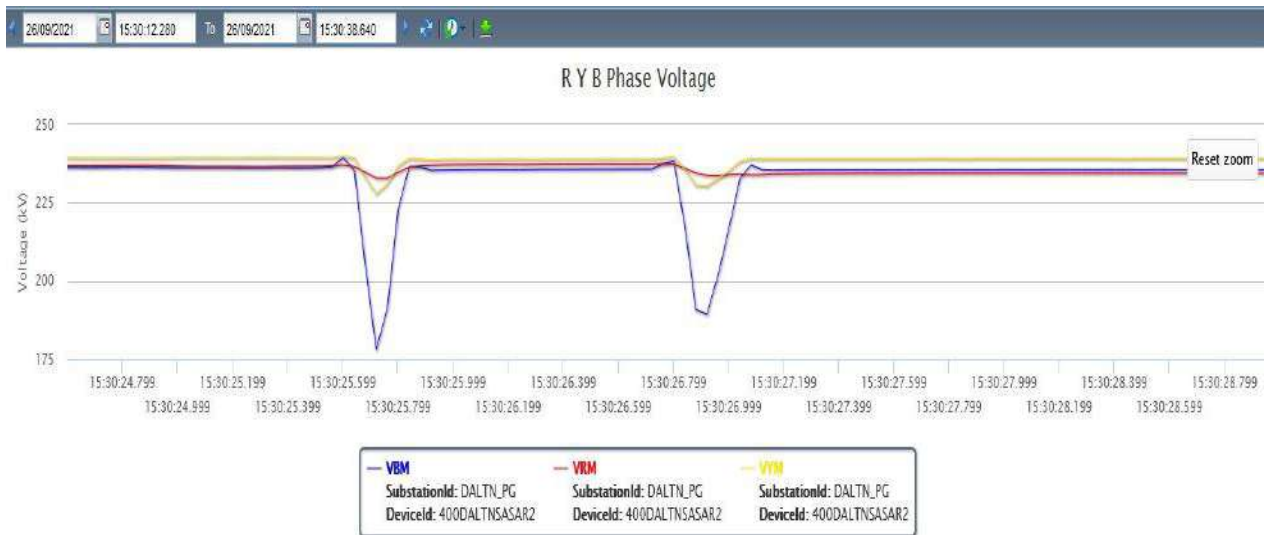 26/09/2021 15:30:12.280 To 26/09/2021 15:30:38.640
R Y B Phase Voltage
250
225
200
175
Voltage (kV)
Reset zoom
15:30:24.799 15:30:25.199 15:30:25.599 15:30:25.999 15:30:26.399 15:30:26.799 15:30:27.199 15:30:27.599 15:30:27.999 15:30:28.399 15:30:28.799
15:30:24.999 15:30:25.399 15:30:25.799 15:30:26.199 15:30:26.599 15:30:26.999 15:30:27.399 15:30:27.799 15:30:28.199 15:30:28.599
VBM VRM VYM
SubstationId: DALTN_PG SubstationId: DALTN_PG SubstationId: DALTN_PG
DeviceId: 400DALTNSASAR2 DeviceId: 400DALTNSASAR2 DeviceId: 400DALTNSASAR2